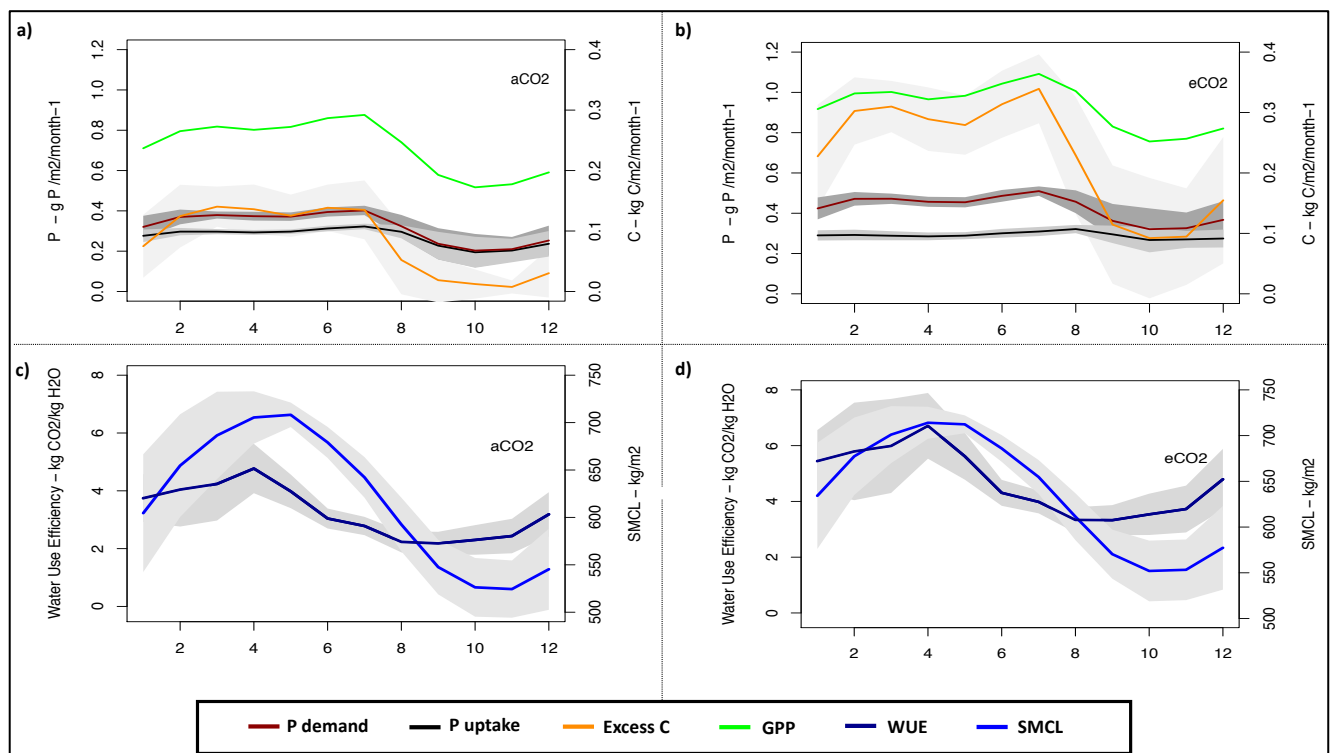 a)
aCO2
P − g P /m2/month−1
0.0 0.2 0.4 0.6 0.8 1.0 1.2
C − kg C/m2/month−1
0.0 0.1 0.2 0.3 0.4
2 4 6 8 10 12
b)
eCO2
P − g P /m2/month−1
0.0 0.2 0.4 0.6 0.8 1.0 1.2
C − kg C/m2/month−1
0.0 0.1 0.2 0.3 0.4
2 4 6 8 10 12
c)
aCO2
Water Use Efficiency − kg CO2/kg H2O
0 2 4 6 8
SMCL − kg/m2
500 550 600 650 700 750
2 4 6 8 10 12
d)
eCO2
Water Use Efficiency − kg CO2/kg H2O
0 2 4 6 8
SMCL − kg/m2
500 550 600 650 700 750
2 4 6 8 10 12
P demand P uptake Excess C GPP WUE SMCL